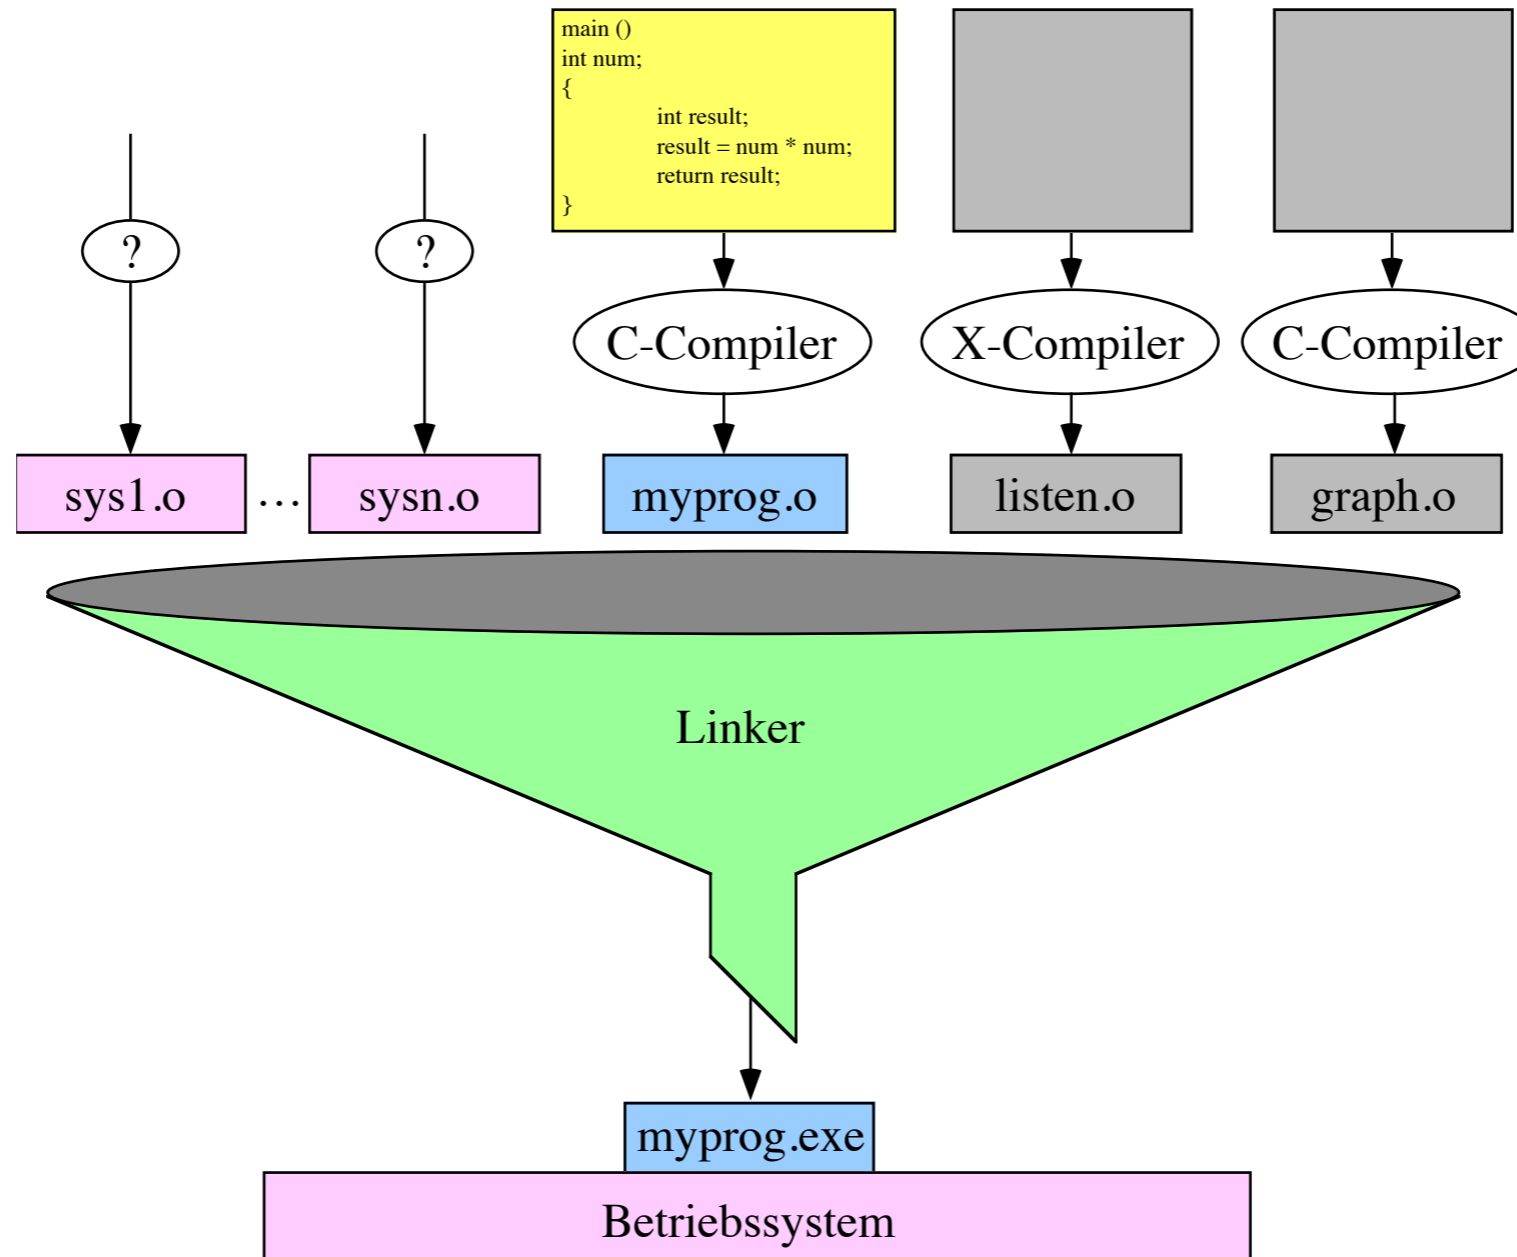 main ()
int num;
{
int result;
result = num * num;
return result;
}
? ?
C-Compiler X-Compiler C-Compiler
sys1.o ... sysn.o myprog.o listen.o graph.o
Linker
myprog.exe
Betriebssystem